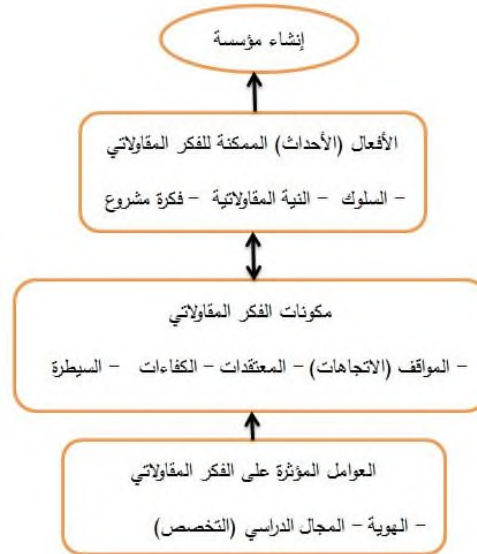 إنشاء مؤسسة
الأفعال (الأحداث) الممكنة للفكر المقاولاتي
– السلوك – النية المقاولاتية – فكرة مشروع
مكونات الفكر المقاولاتي
– المواقف (الاتجاهات) – المعتقدات – الكفاءات – السيطرة
العوامل المؤثرة على الفكر المقاولاتي
– الهوية – المجال الدراسي (التخصص)